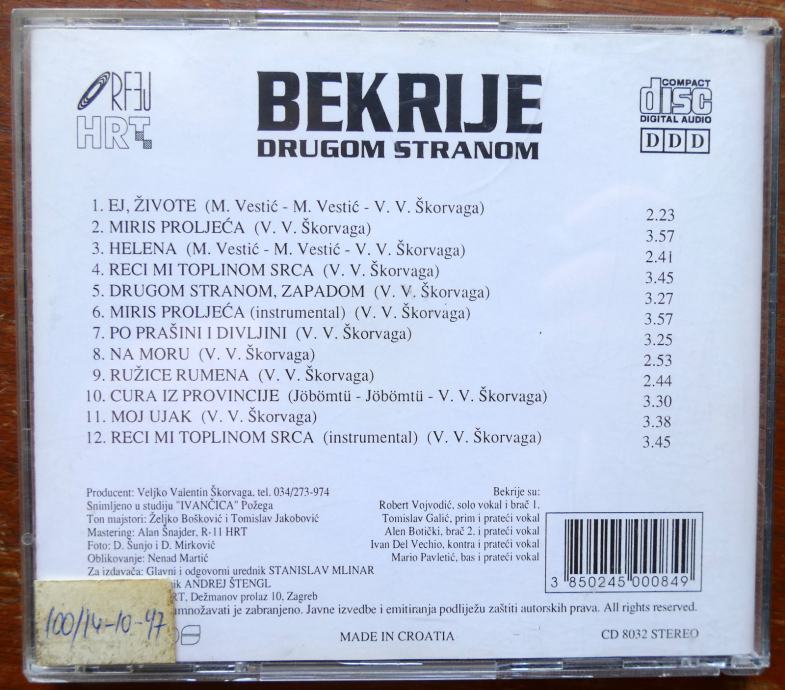 ORFEJ
HRT
BEKRIJE
DRUGOM STRANOM
COMPACT
disc
DIGITAL AUDIO
D D D
1. EJ, ŽIVOTE (M. Vestić - M. Vestić - V. V. Škorvaga) 2.23
2. MIRIS PROLJEĆA (V. V. Škorvaga) 3.57
3. HELENA (M. Vestić - M. Vestić - V. V. Škorvaga) 2.41
4. RECI MI TOPLINOM SRCA (V. V. Škorvaga) 3.45
5. DRUGOM STRANOM, ZAPADOM (V. V. Škorvaga) 3.27
6. MIRIS PROLJEĆA (instrumental) (V. V. Škorvaga) 3.57
7. PO PRAŠINI I DIVLJINI (V. V. Škorvaga) 3.25
8. NA MORU (V. V. Škorvaga) 2.53
9. RUŽICE RUMENA (V. V. Škorvaga) 2.44
10. CURA IZ PROVINCIJE (Jöbömtü - Jöbömtü - V. V. Škorvaga) 3.30
11. MOJ UJAK (V. V. Škorvaga) 3.38
12. RECI MI TOPLINOM SRCA (instrumental) (V. V. Škorvaga) 3.45
Producent: Veljko Valentin Škorvaga. tel. 034/273-974
Snimljeno u studiju "IVANČICA" Požega
Ton majstori: Željko Bošković i Tomislav Jakobović
Mastering: Alan Šnajder, R-11 HRT
Foto: D. Šunjo i D. Mirković
Oblikovanje: Nenad Martić
Za izdavača: Glavni i odgovorni urednik STANISLAV MLINAR
ANDREJ ŠTENGL
Dežmanov prolaz 10, Zagreb
je zabranjeno. Javne izvedbe i emitiranja podliježu zaštiti autorskih prava. All rights reserved.
Bekrije su:
Robert Vojvodić, solo vokal i brač 1.
Tomislav Galić, prim i prateći vokal
Alen Botički, brač 2. i prateći vokal
Ivan Del Vechio, kontra i prateći vokal
Mario Pavletić, bas i prateći vokal
3 850245 000849
100/14-10-97
MADE IN CROATIA
CD 8032 STEREO